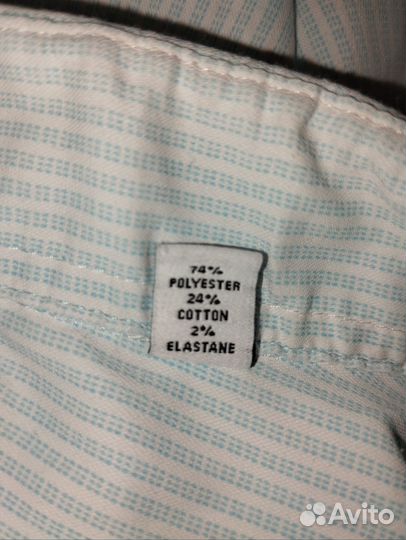 74%
POLYESTER
24%
COTTON
2%
ELASTANE
Avito